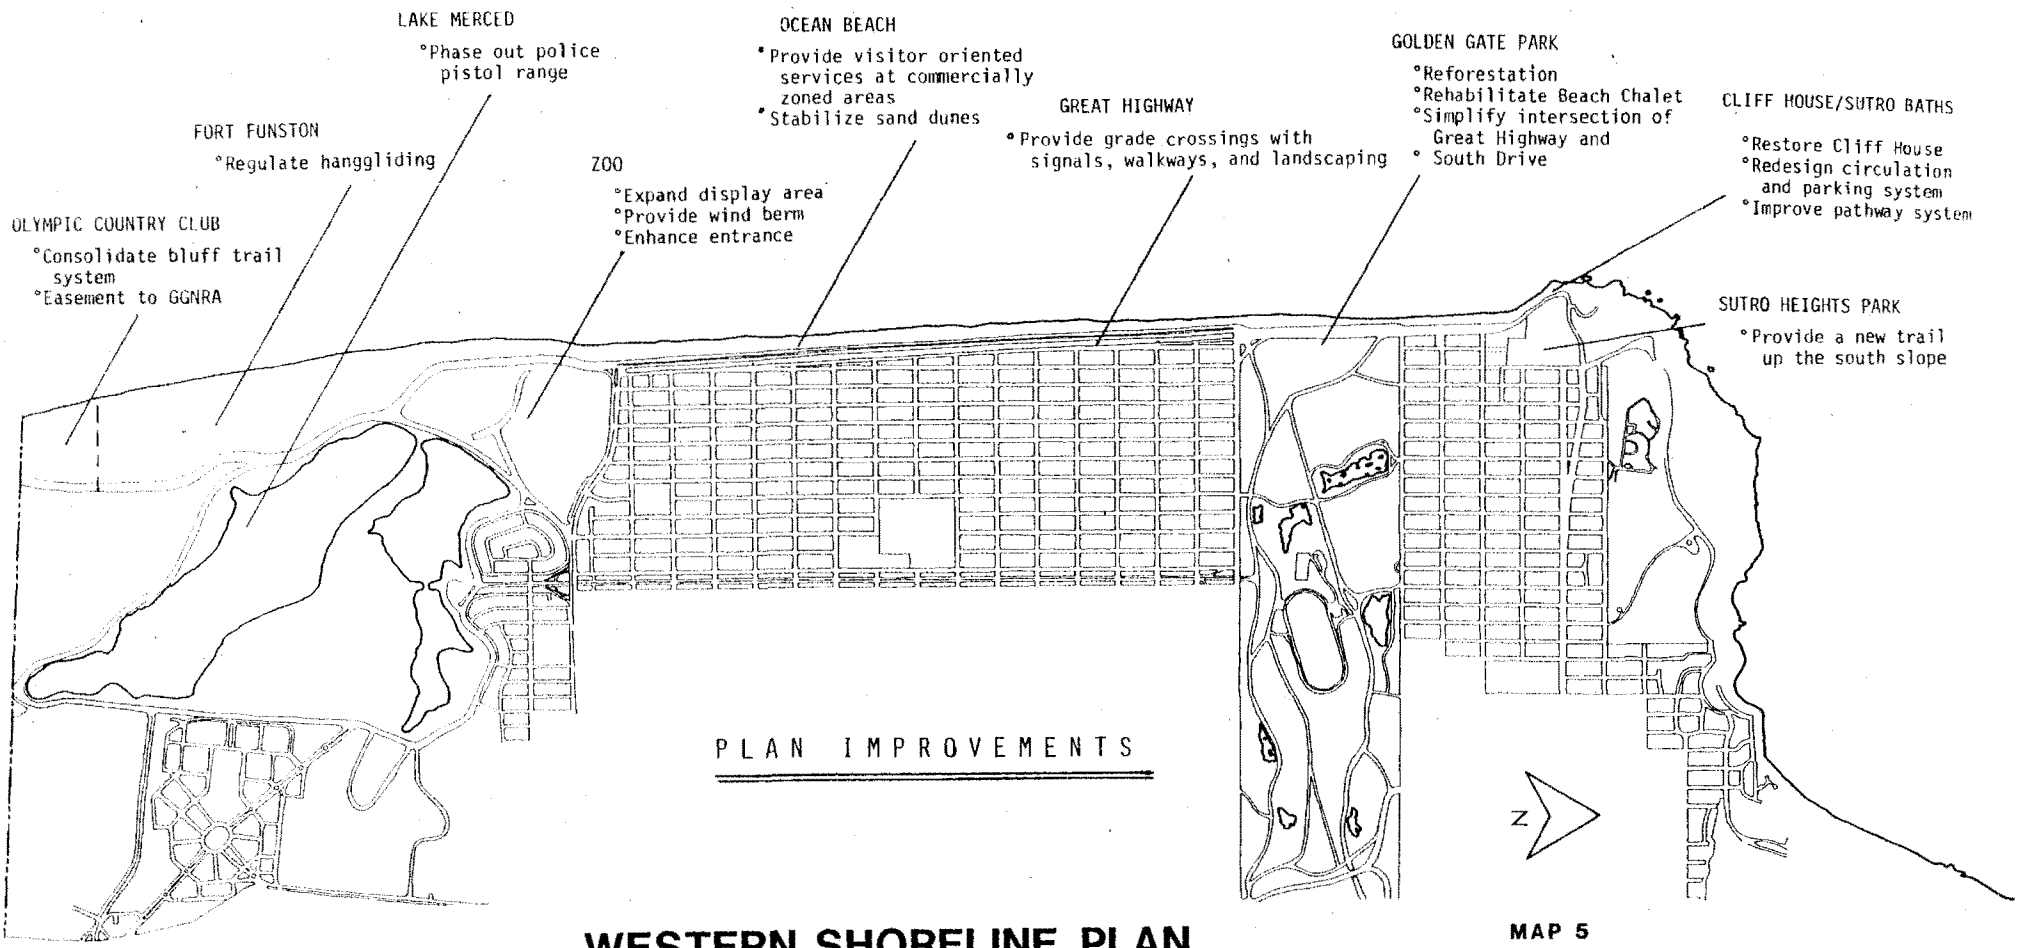 LAKE MERCED
°Phase out police
pistol range
OCEAN BEACH
°Provide visitor oriented
services at commercially
zoned areas
°Stabilize sand dunes
GOLDEN GATE PARK
°Reforestation
°Rehabilitate Beach Chalet
°Simplify intersection of
Great Highway and
° South Drive
GREAT HIGHWAY
°Provide grade crossings with
signals, walkways, and landscaping
CLIFF HOUSE/SUTRO BATHS
°Restore Cliff House
°Redesign circulation
and parking system
°Improve pathway system
FORT FUNSTON
°Regulate hanggliding
ZOO
°Expand display area
°Provide wind berm
°Enhance entrance
OLYMPIC COUNTRY CLUB
°Consolidate bluff trail
system
°Easement to GGNRA
SUTRO HEIGHTS PARK
°Provide a new trail
up the south slope
PLAN IMPROVEMENTS
N
WESTERN SHORELINE PLAN
MAP 5